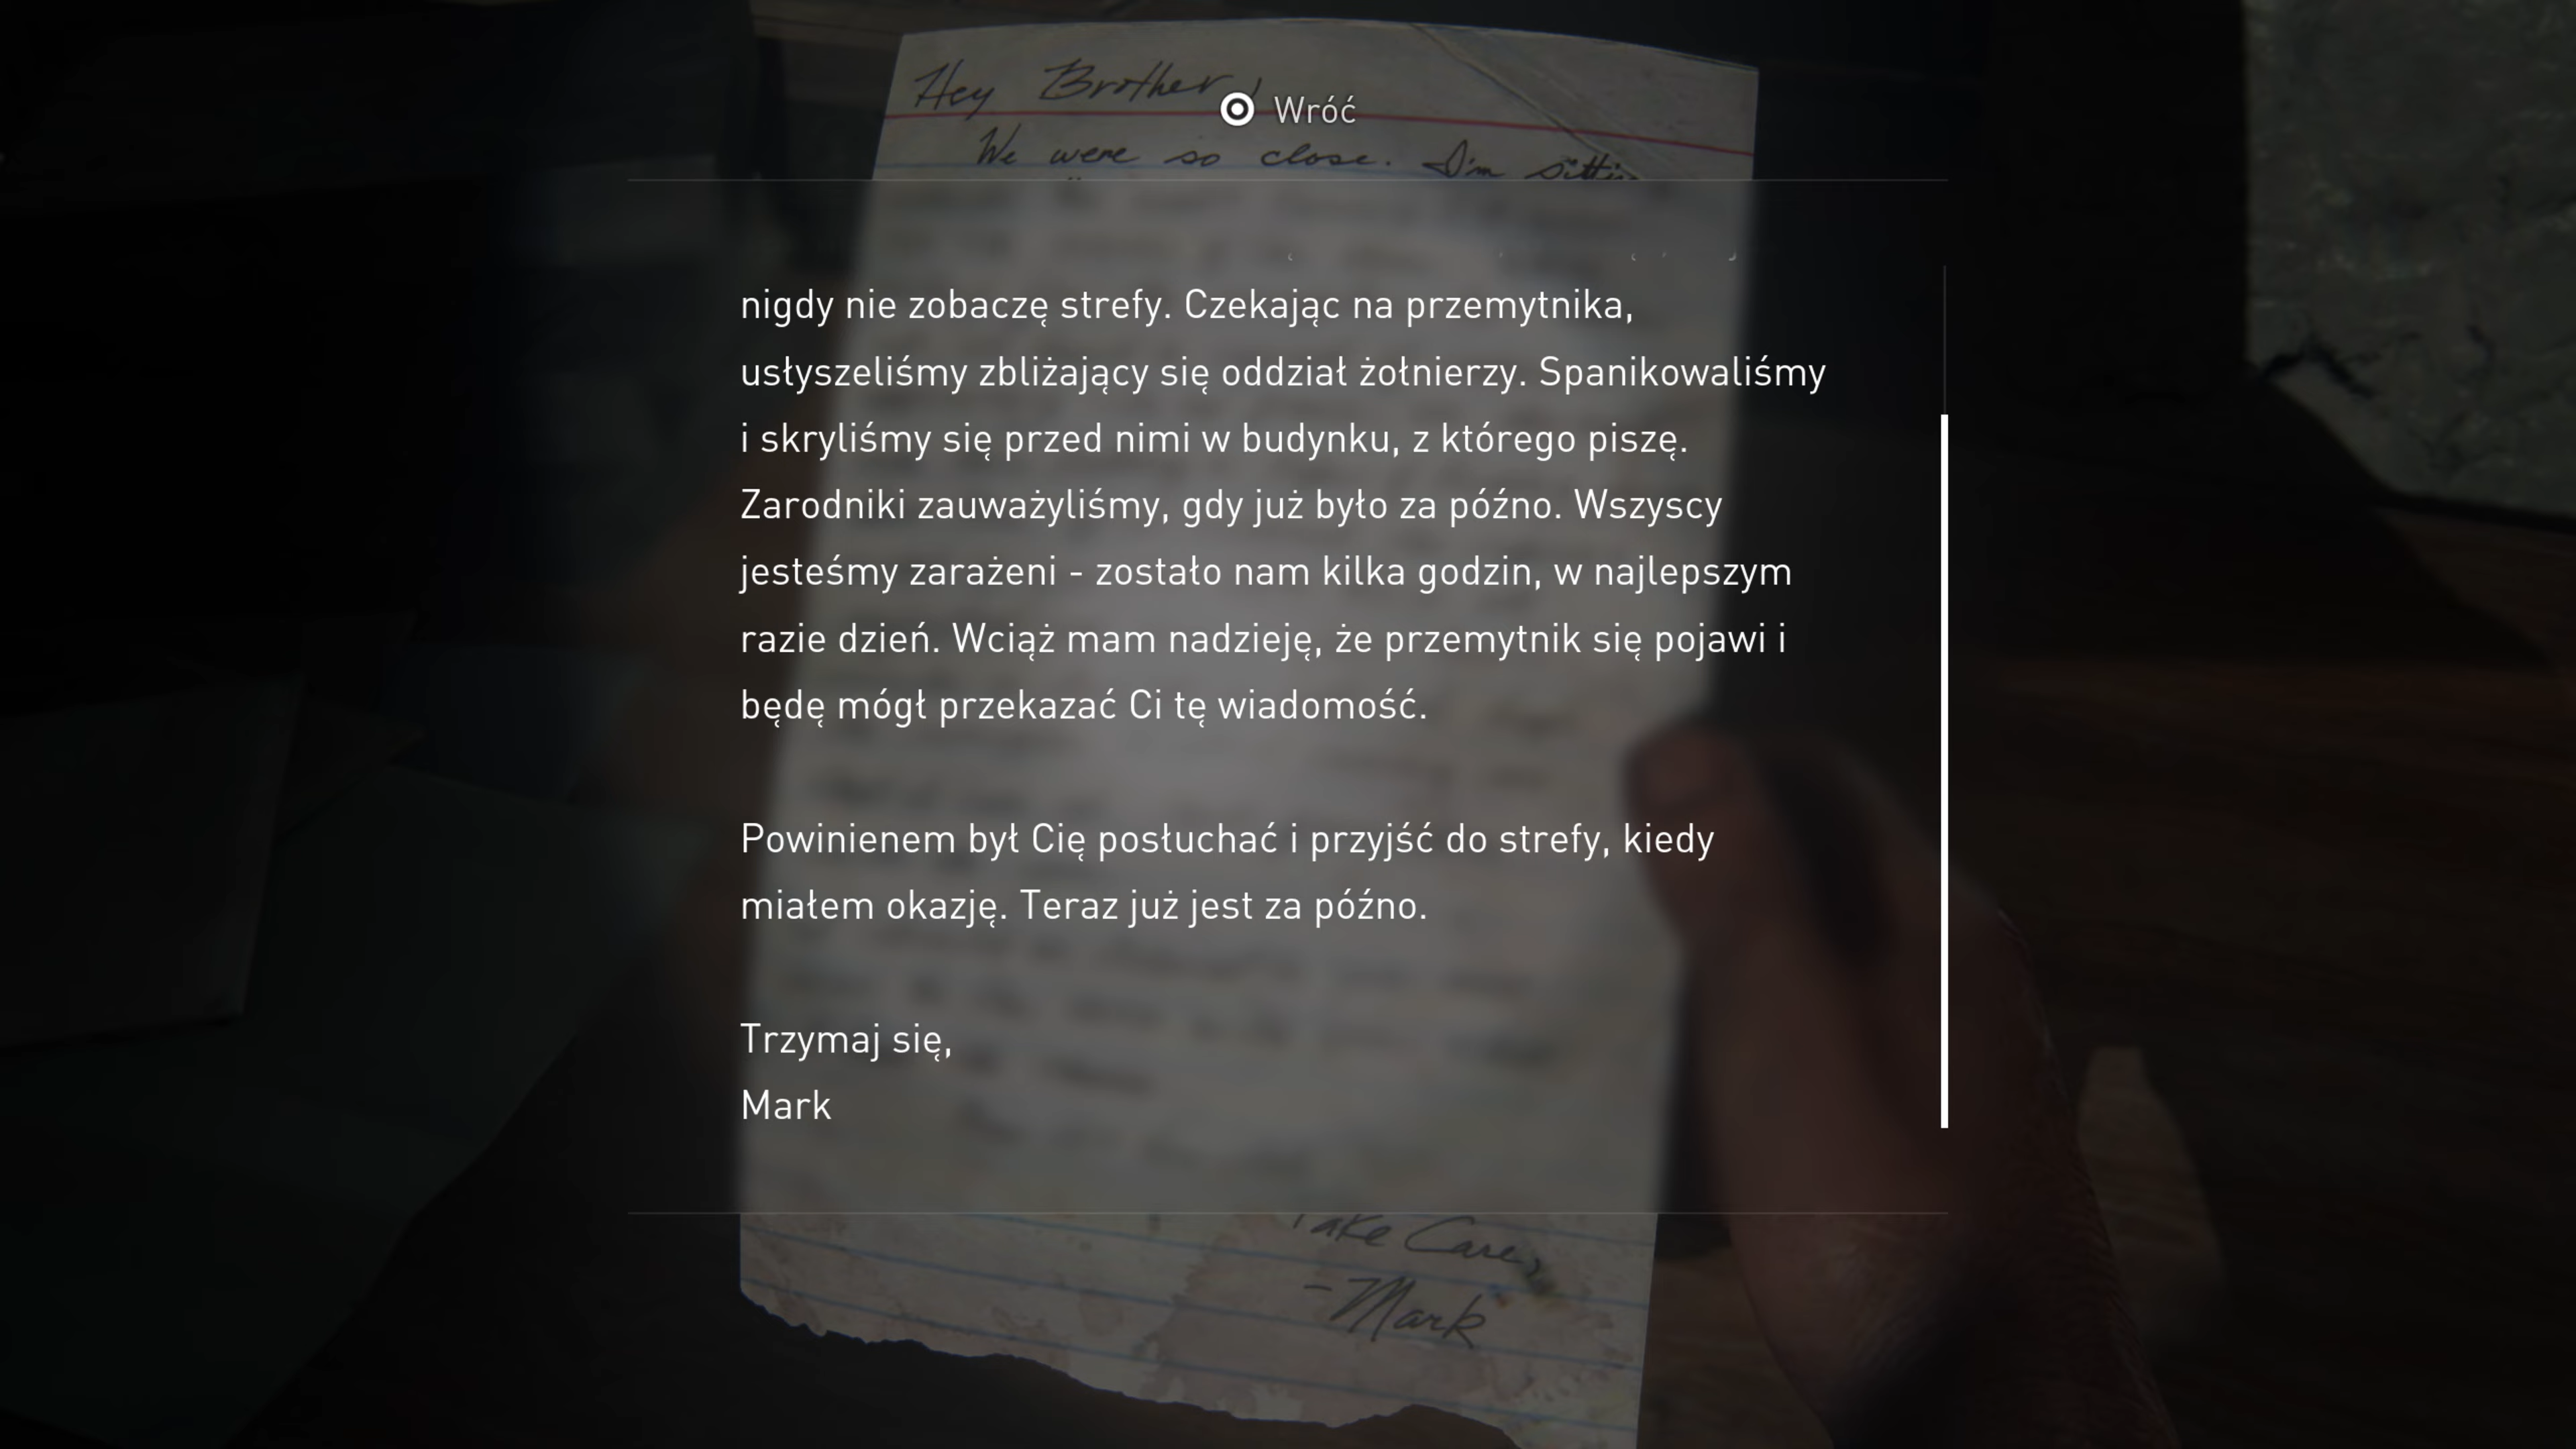 Hey Brother,
Wróć
We were so close. I'm
nigdy nie zobaczę strefy. Czekając na przemytnika,
usłyszeliśmy zbliżający się oddział żołnierzy. Spanikowaliśmy
i skryliśmy się przed nimi w budynku, z którego piszę.
Zarodniki zauważyliśmy, gdy już było za późno. Wszyscy
jesteśmy zarażeni - zostało nam kilka godzin, w najlepszym
razie dzień. Wciąż mam nadzieję, że przemytnik się pojawi i
będę mógł przekazać Ci tę wiadomość.
Powinienem był Cię posłuchać i przyjść do strefy, kiedy
miałem okazję. Teraz już jest za późno.
Trzymaj się,
Mark
Take Care,
-Mark